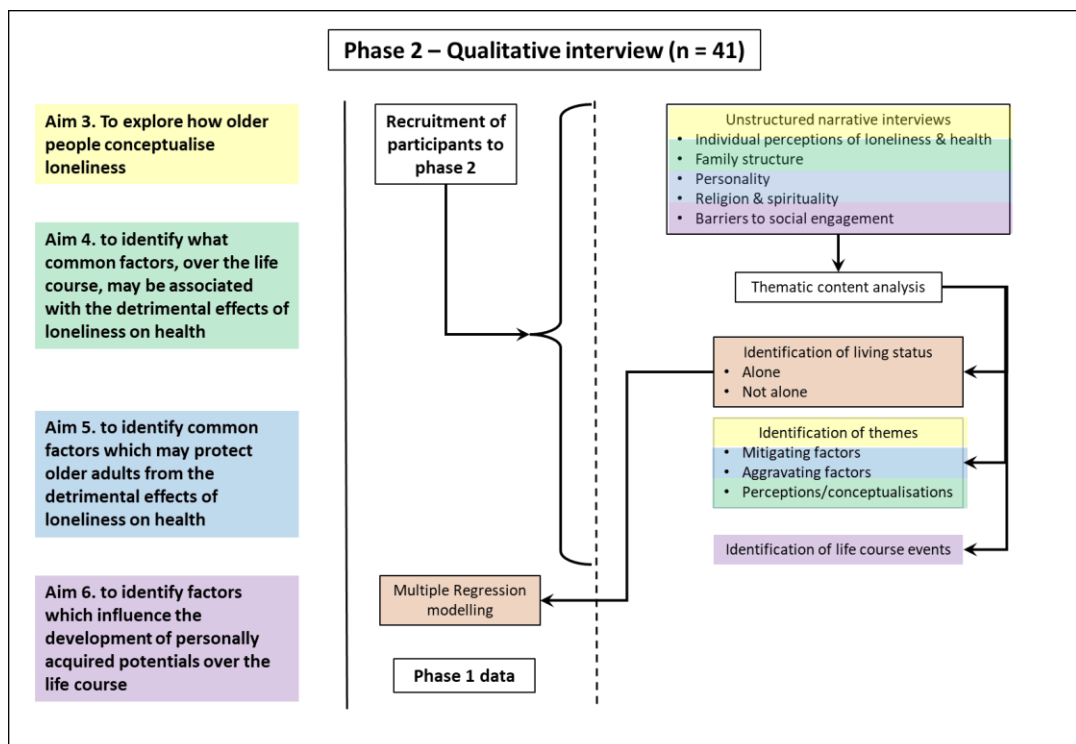 Phase 2 – Qualitative interview (n = 41)
Aim 3. To explore how older
people conceptualise
loneliness
Aim 4. to identify what
common factors, over the life
course, may be associated
with the detrimental effects of
loneliness on health
Aim 5. to identify common
factors which may protect
older adults from the
detrimental effects of
loneliness on health
Aim 6. to identify factors
which influence the
development of personally
acquired potentials over the
life course
Recruitment of
participants to
phase 2
Multiple Regression
modelling
Phase 1 data
Unstructured narrative interviews
• Individual perceptions of loneliness & health
• Family structure
• Personality
• Religion & spirituality
• Barriers to social engagement
Thematic content analysis
Identification of living status
• Alone
• Not alone
Identification of themes
• Mitigating factors
• Aggravating factors
• Perceptions/conceptualisations
Identification of life course events